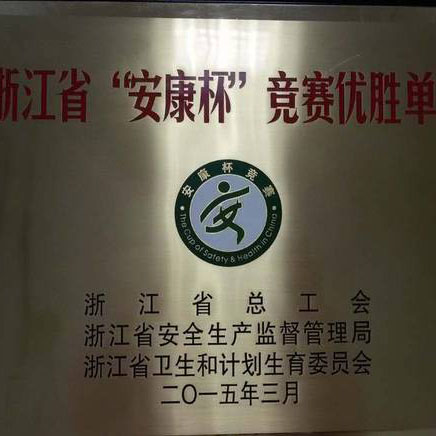 浙江省“安康杯”竞赛优胜单
安康杯竞赛
The Cup of Safety & Health in China
浙江省总工会
浙江省安全生产监督管理局
浙江省卫生和计划生育委员会
二〇一五年三月